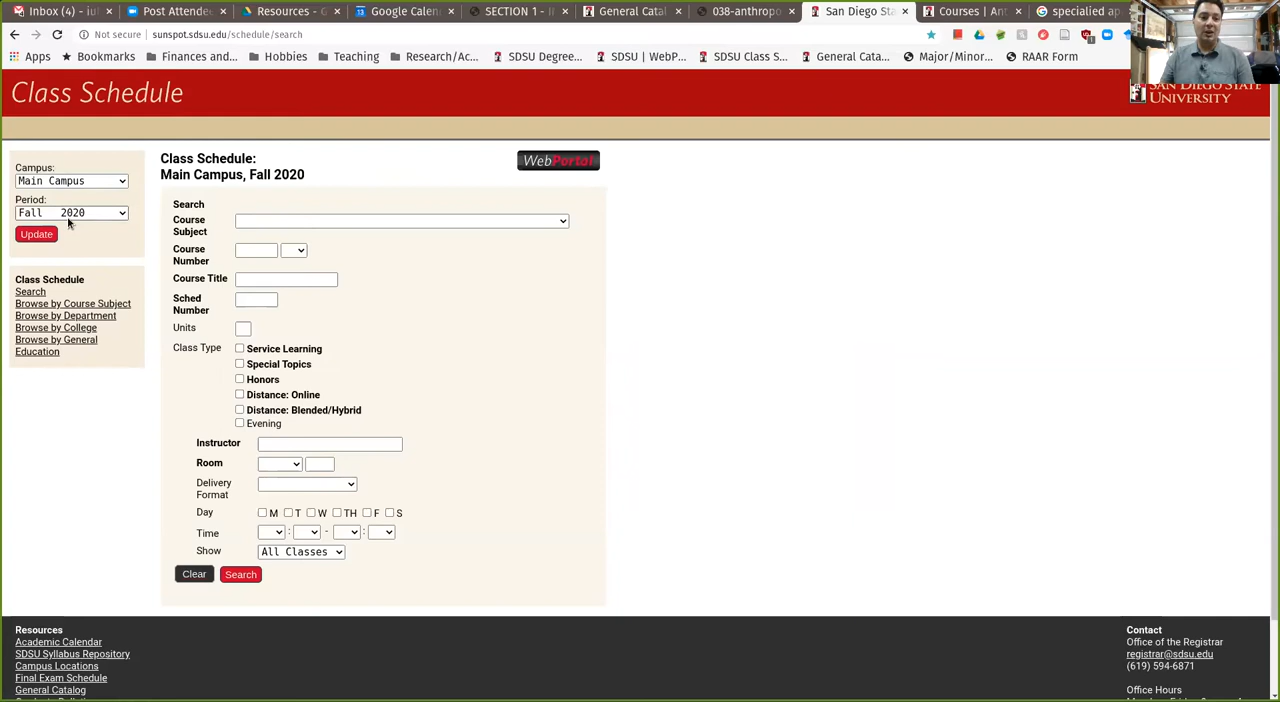 Inbox (4) - iu
Post Attende
Resources - G
Google Calen
SECTION 1 - I
General Catal
038-anthropo
San Diego Sta
Courses | Ant
specialied ap
Not secure | sunspot.sdsu.edu/schedule/search
Apps
Bookmarks
Finances and...
Hobbies
Teaching
Research/Ac...
SDSU Degree...
SDSU | WebP...
SDSU Class S...
General Cata...
Major/Minor...
RAAR Form
Class Schedule
SAN DIEGO STATE
UNIVERSITY
Campus:
Main Campus
Period:
Fall 2020
Update
Class Schedule
Search
Browse by Course Subject
Browse by Department
Browse by College
Browse by General
Education
Class Schedule:
Main Campus, Fall 2020
WebPortal
Search
Course
Subject
Course
Number
Course Title
Sched
Number
Units
Class Type
Service Learning
Special Topics
Honors
Distance: Online
Distance: Blended/Hybrid
Evening
Instructor
Room
Delivery
Format
Day M T W TH F S
Time : - :
Show All Classes
Clear Search
Resources
Academic Calendar
SDSU Syllabus Repository
Campus Locations
Final Exam Schedule
General Catalog
Contact
Office of the Registrar
registrar@sdsu.edu
(619) 594-6871
Office Hours